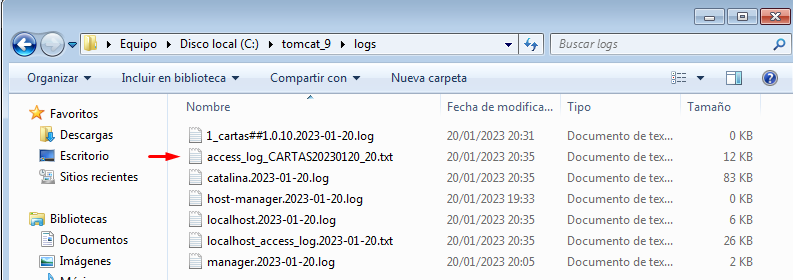 Equipo ▸ Disco local (C:) ▸ tomcat_9 ▸ logs
Buscar logs
Organizar Incluir en biblioteca Compartir con Nueva carpeta
Favoritos
Descargas
Escritorio
Sitios recientes
Bibliotecas
Documentos
Imágenes
Nombre Fecha de modifica... Tipo Tamaño
1_cartas##1.0.10.2023-01-20.log 20/01/2023 20:31 Documento de tex... 0 KB
access_log_CARTAS20230120_20.txt 20/01/2023 20:35 Documento de tex... 12 KB
catalina.2023-01-20.log 20/01/2023 20:35 Documento de tex... 83 KB
host-manager.2023-01-20.log 20/01/2023 19:33 Documento de tex... 0 KB
localhost.2023-01-20.log 20/01/2023 20:35 Documento de tex... 6 KB
localhost_access_log.2023-01-20.txt 20/01/2023 20:35 Documento de tex... 26 KB
manager.2023-01-20.log 20/01/2023 20:05 Documento de tex... 2 KB